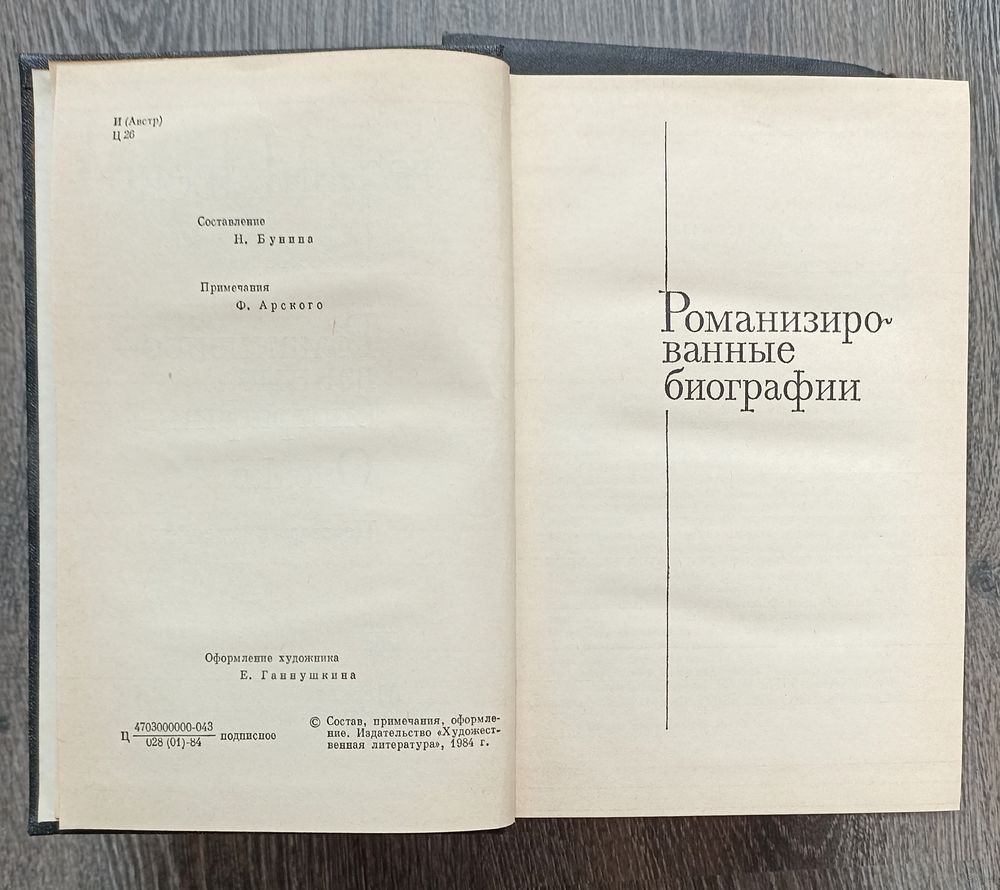 И (Австр)
Ц 26
Составление
Н. Бунина
Примечания
Ф. Арского
Оформление художника
Е. Ганнушкина
Ц 4703000000-043
028 (01)-84 подписное
© Состав, примечания, оформле-
ние. Издательство «Художест-
венная литература», 1984 г.
Романизиро-
ванные
биографии